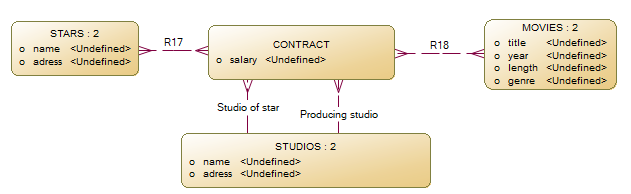 STARS : 2
o name <Undefined>
o adress <Undefined>
R17
CONTRACT
o salary <Undefined>
R18
MOVIES : 2
o title <Undefined>
o year <Undefined>
o length <Undefined>
o genre <Undefined>
Studio of star
Producing studio
STUDIOS : 2
o name <Undefined>
o adress <Undefined>